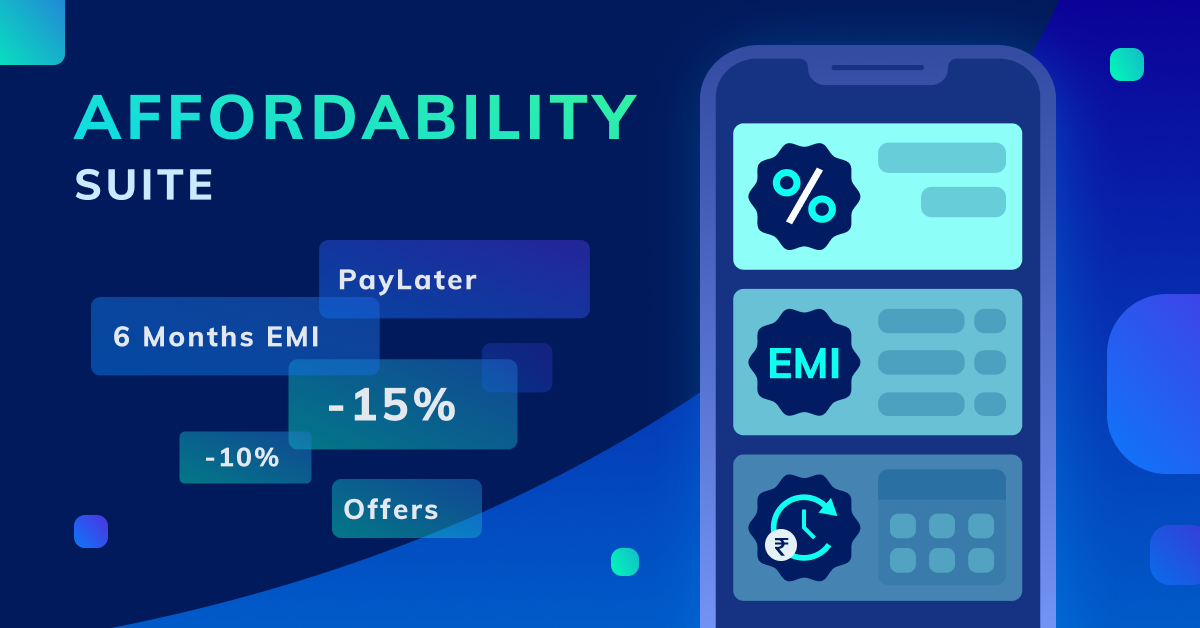 AFFORDABILITY
SUITE
PayLater
6 Months EMI
-15%
-10%
Offers
%
EMI
₹